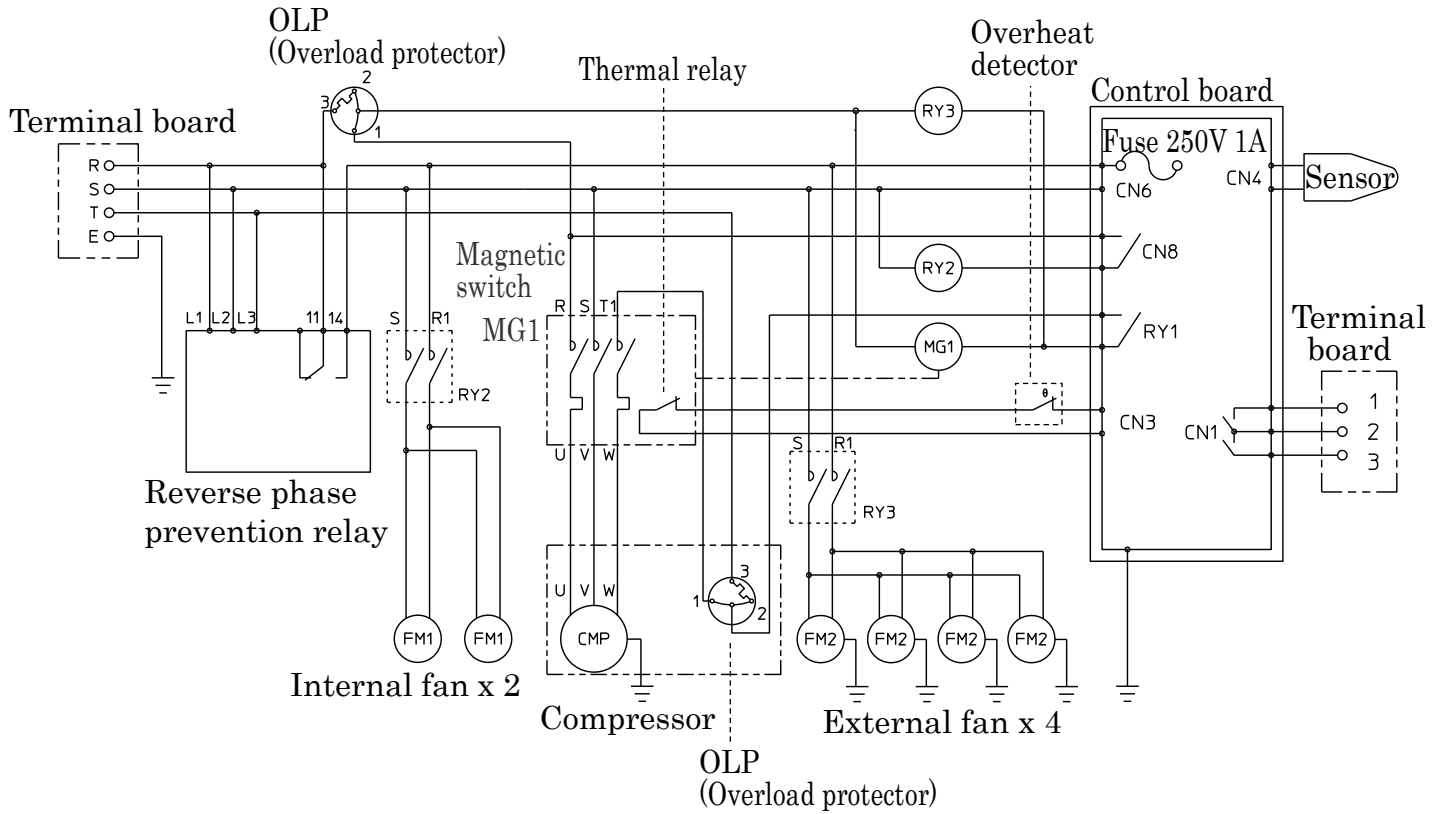 OLP
(Overload protector)
2
3
1
Thermal relay
Overheat
detector
Control board
Terminal board
R
S
T
E
RY3
Fuse 250V 1A
CN6
CN4
Sensor
CN8
RY2
Magnetic
switch
MG1
R S T1
L1 L2 L3 11 14
S R1
RY2
MG1
RY1
Terminal
board
1
2
3
θ
CN3
CN1
U V W
S R1
RY3
Reverse phase
prevention relay
U V W
3
1
2
FM1
FM1
CMP
FM2
FM2
FM2
FM2
Internal fan x 2
Compressor
External fan x 4
OLP
(Overload protector)